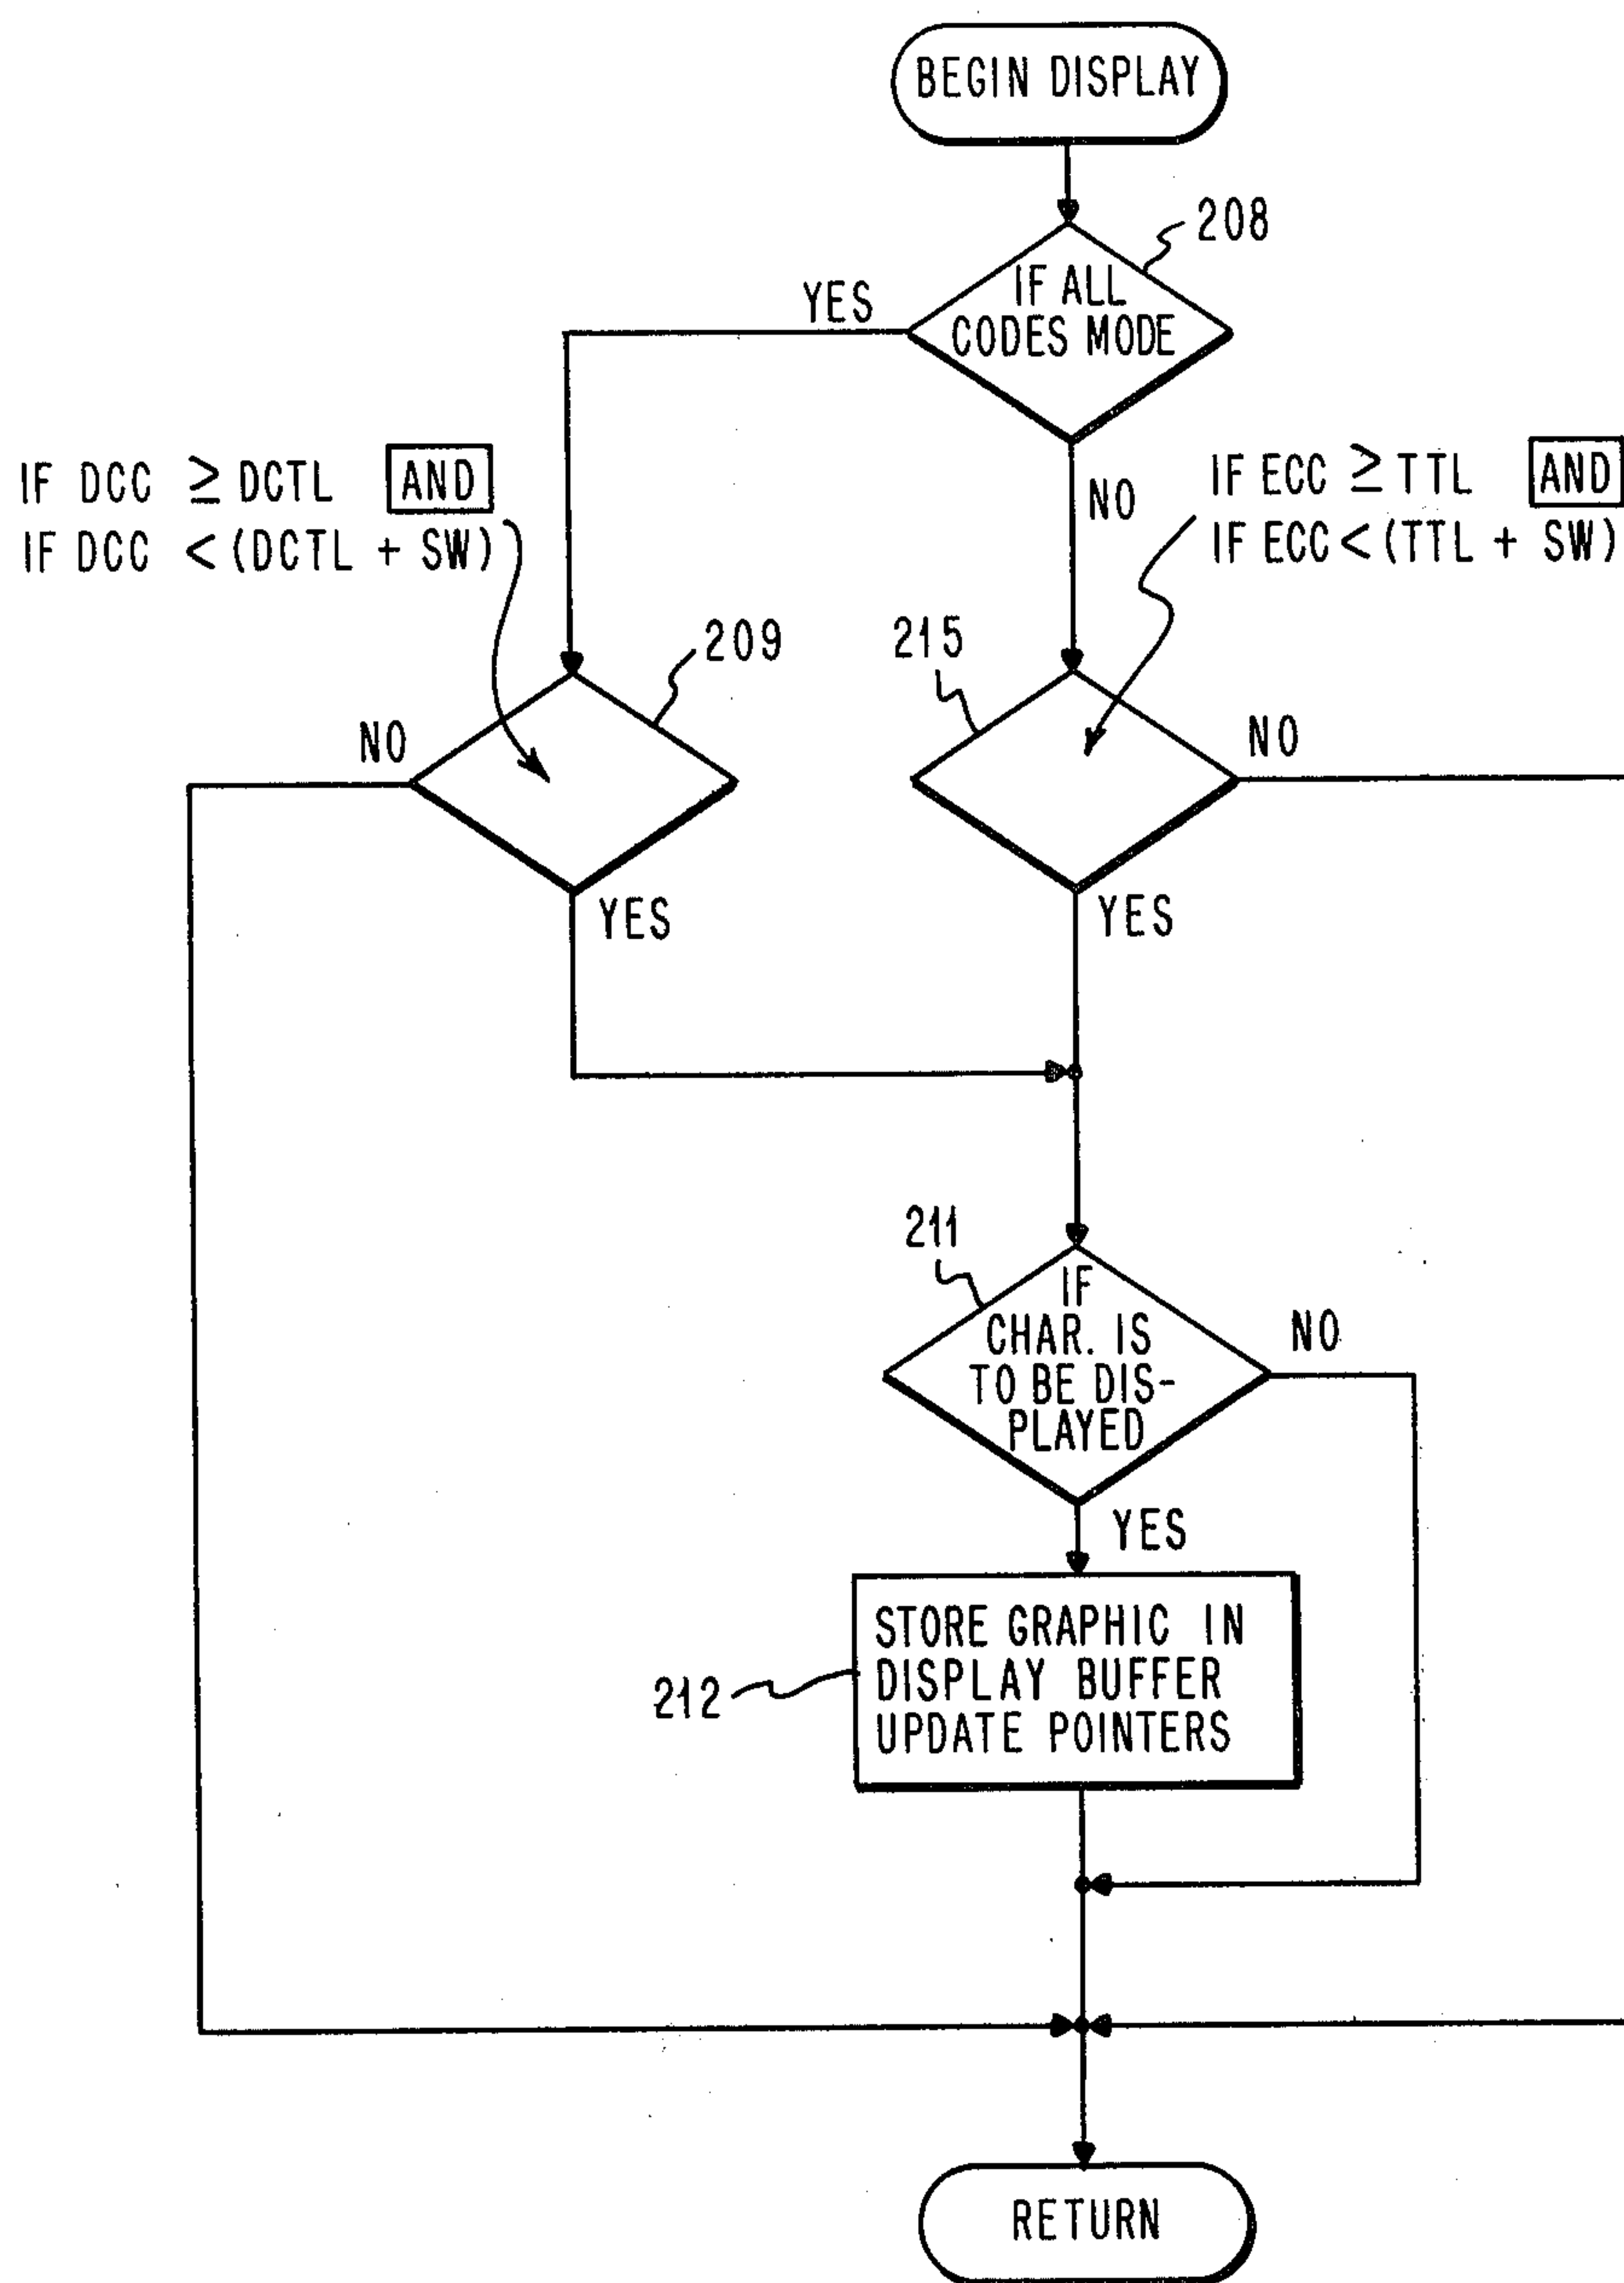 BEGIN DISPLAY
208
IF ALL
CODES MODE
YES
NO
IF DCC ≥ DCTL AND
IF DCC < (DCTL + SW)
IF ECC ≥ TTL AND
IF ECC < (TTL + SW)
209
215
NO
NO
YES
YES
211
IF
CHAR. IS
TO BE DIS-
PLAYED
NO
YES
212
STORE GRAPHIC IN
DISPLAY BUFFER
UPDATE POINTERS
RETURN